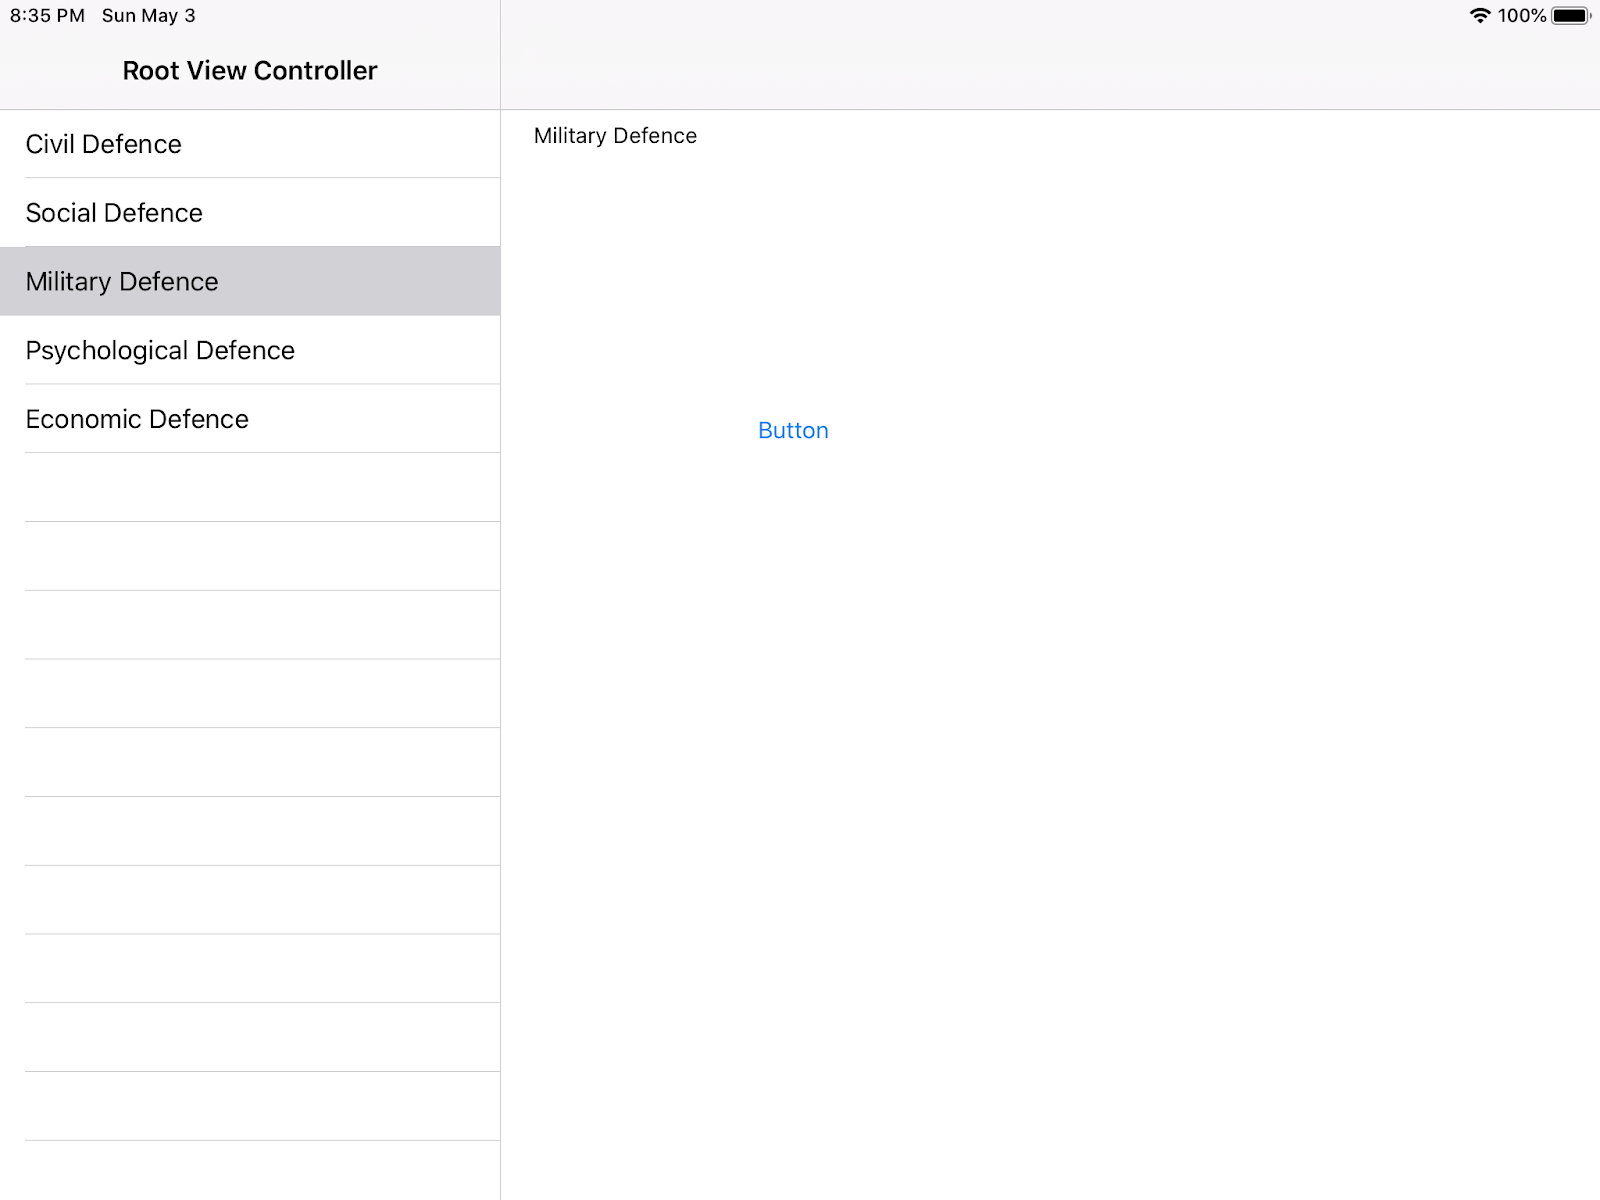 8:35 PM Sun May 3
100%
Root View Controller
Civil Defence
Social Defence
Military Defence
Psychological Defence
Economic Defence
Military Defence
Button